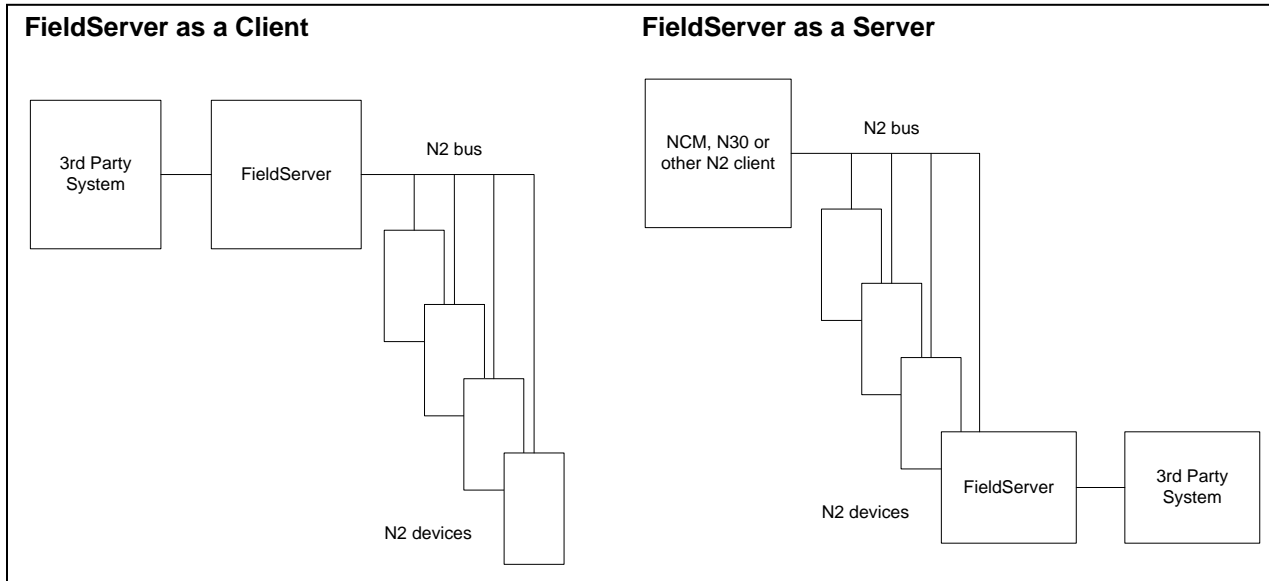 FieldServer as a Client
3rd Party
System
FieldServer
N2 bus
N2 devices
FieldServer as a Server
NCM, N30 or
other N2 client
N2 bus
N2 devices
FieldServer
3rd Party
System